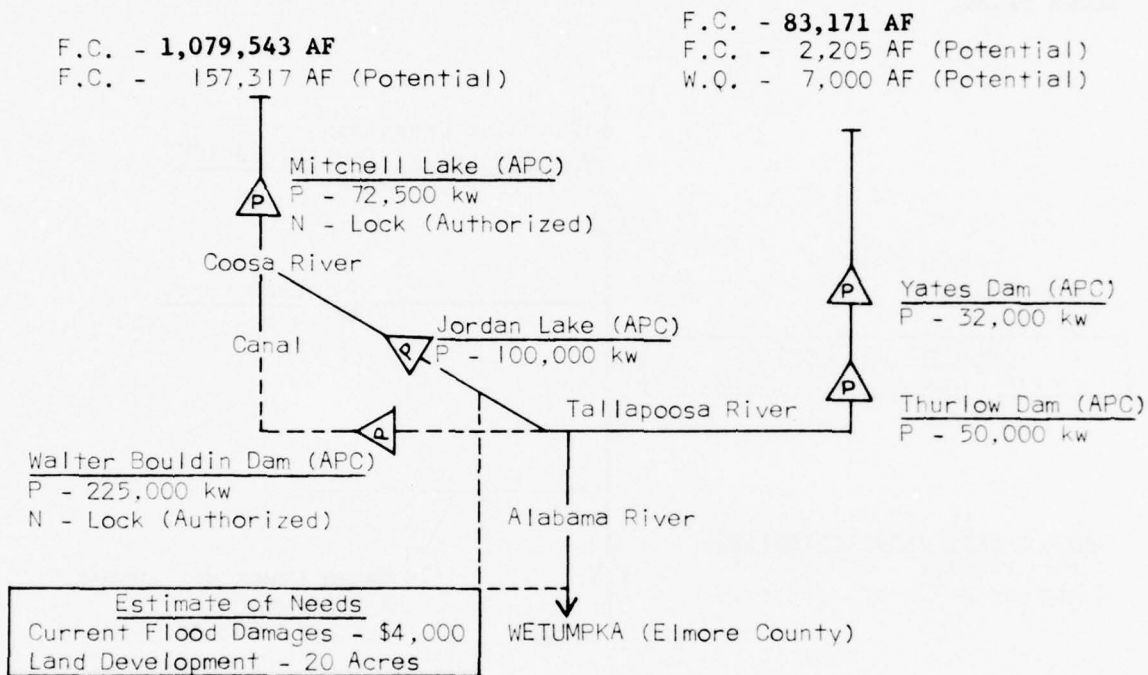 F.C. - 1,079,543 AF
F.C. - 157,317 AF (Potential)
F.C. - 83,171 AF
F.C. - 2,205 AF (Potential)
W.Q. - 7,000 AF (Potential)
Mitchell Lake (APC)
P - 72,500 kw
N - Lock (Authorized)
P
Coosa River
P
Yates Dam (APC)
P - 32,000 kw
Jordan Lake (APC)
P - 100,000 kw
P
Canal
P
Thurlow Dam (APC)
P - 50,000 kw
Tallapoosa River
P
Walter Bouldin Dam (APC)
P - 225,000 kw
N - Lock (Authorized)
Alabama River
Estimate of Needs
Current Flood Damages - $4,000
Land Development - 20 Acres
WETUMPKA (Elmore County)